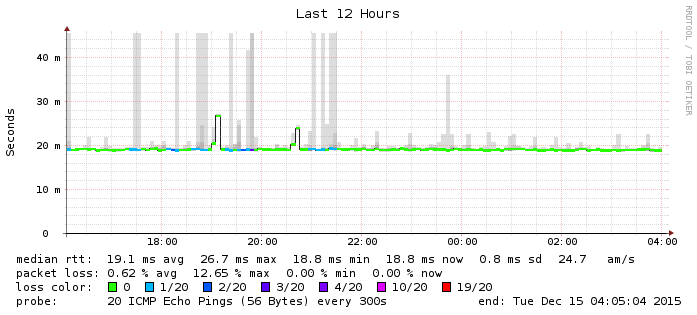 Last 12 Hours
RRDTOOL / TOBI OETIKER
Seconds
40 m
30 m
20 m
10 m
0
18:00 20:00 22:00 00:00 02:00 04:00
median rtt: 19.1 ms avg 26.7 ms max 18.8 ms min 18.8 ms now 0.8 ms sd 24.7 am/s
packet loss: 0.62 % avg 12.65 % max 0.00 % min 0.00 % now
loss color: 0 1/20 2/20 3/20 4/20 10/20 19/20
probe: 20 ICMP Echo Pings (56 Bytes) every 300s end: Tue Dec 15 04:05:04 2015